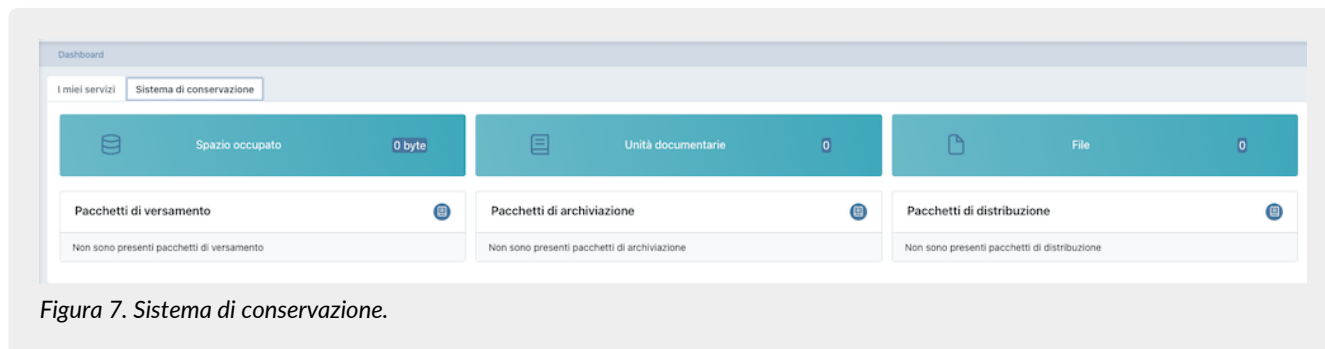 Dashboard
I miei servizi Sistema di conservazione
Spazio occupato 0 byte
Unità documentarie 0
File 0
Pacchetti di versamento
Non sono presenti pacchetti di versamento
Pacchetti di archiviazione
Non sono presenti pacchetti di archiviazione
Pacchetti di distribuzione
Non sono presenti pacchetti di distribuzione
Figura 7. Sistema di conservazione.